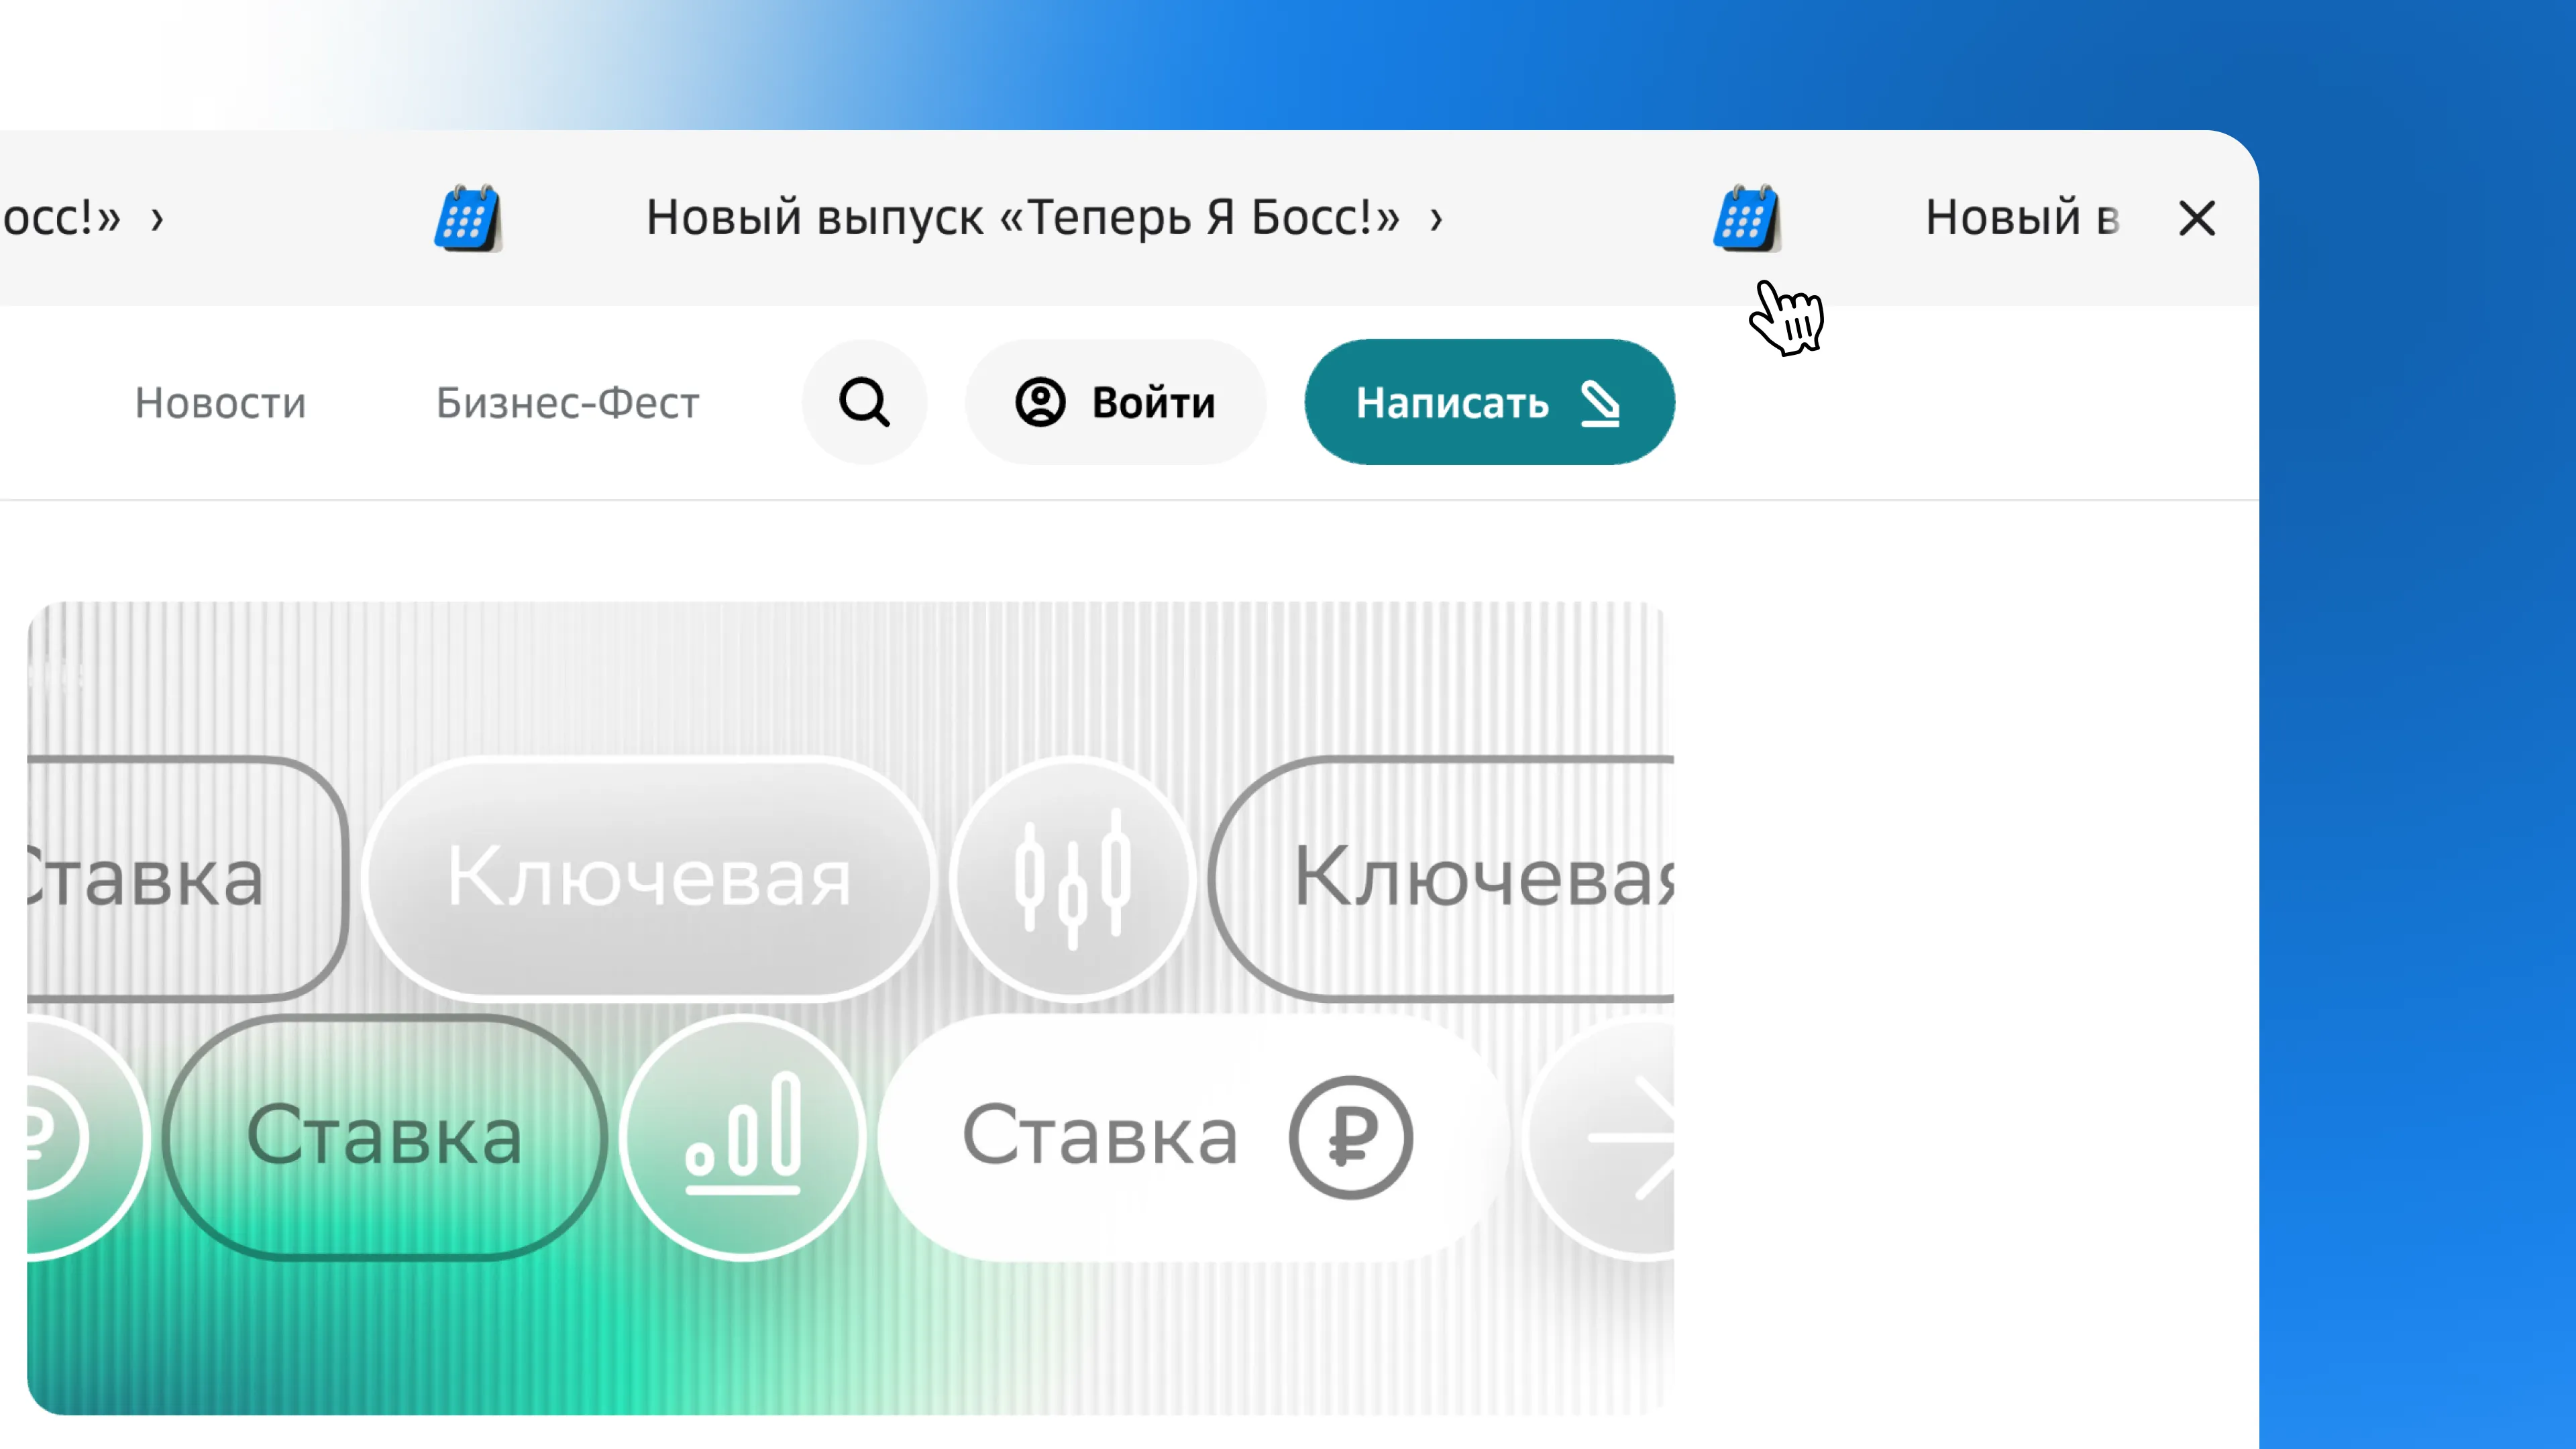 осс!» ›
Новый выпуск «Теперь Я Босс!» ›
Новый в
Новости
Бизнес-Фест
Войти
Написать
Ставка
Ключевая
Ключевая
Ставка
Ставка